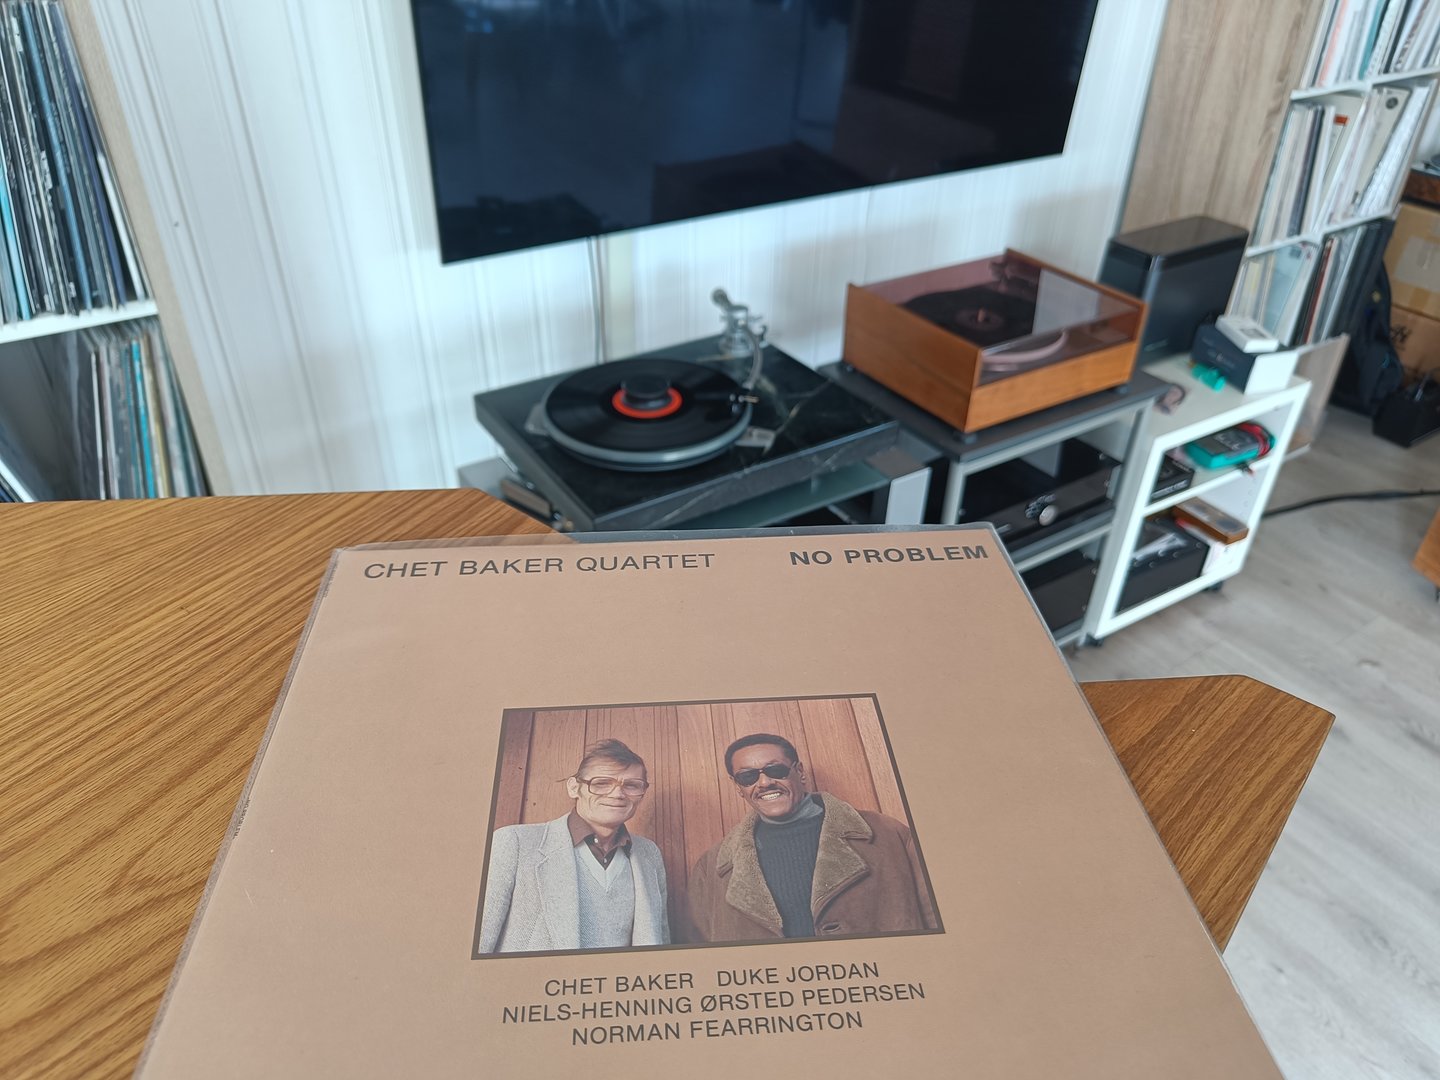 CHET BAKER QUARTET NO PROBLEM
CHET BAKER DUKE JORDAN
NIELS-HENNING ØRSTED PEDERSEN
NORMAN FEARRINGTON